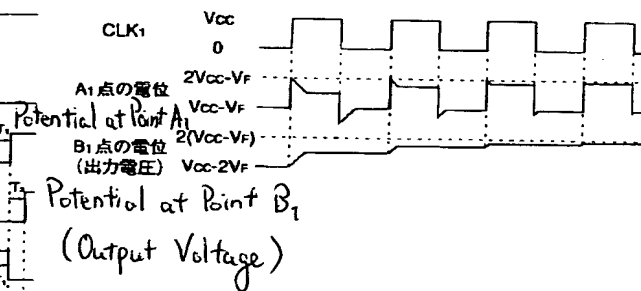 CLK₁
Vcc
0
A₁点の電位
2Vcc-VF
Vcc-VF
Potential at Point A₁
B₁点の電位
(出力電圧)
2(Vcc-VF)
Vcc-2VF
Potential at Point B₁
(Output Voltage)